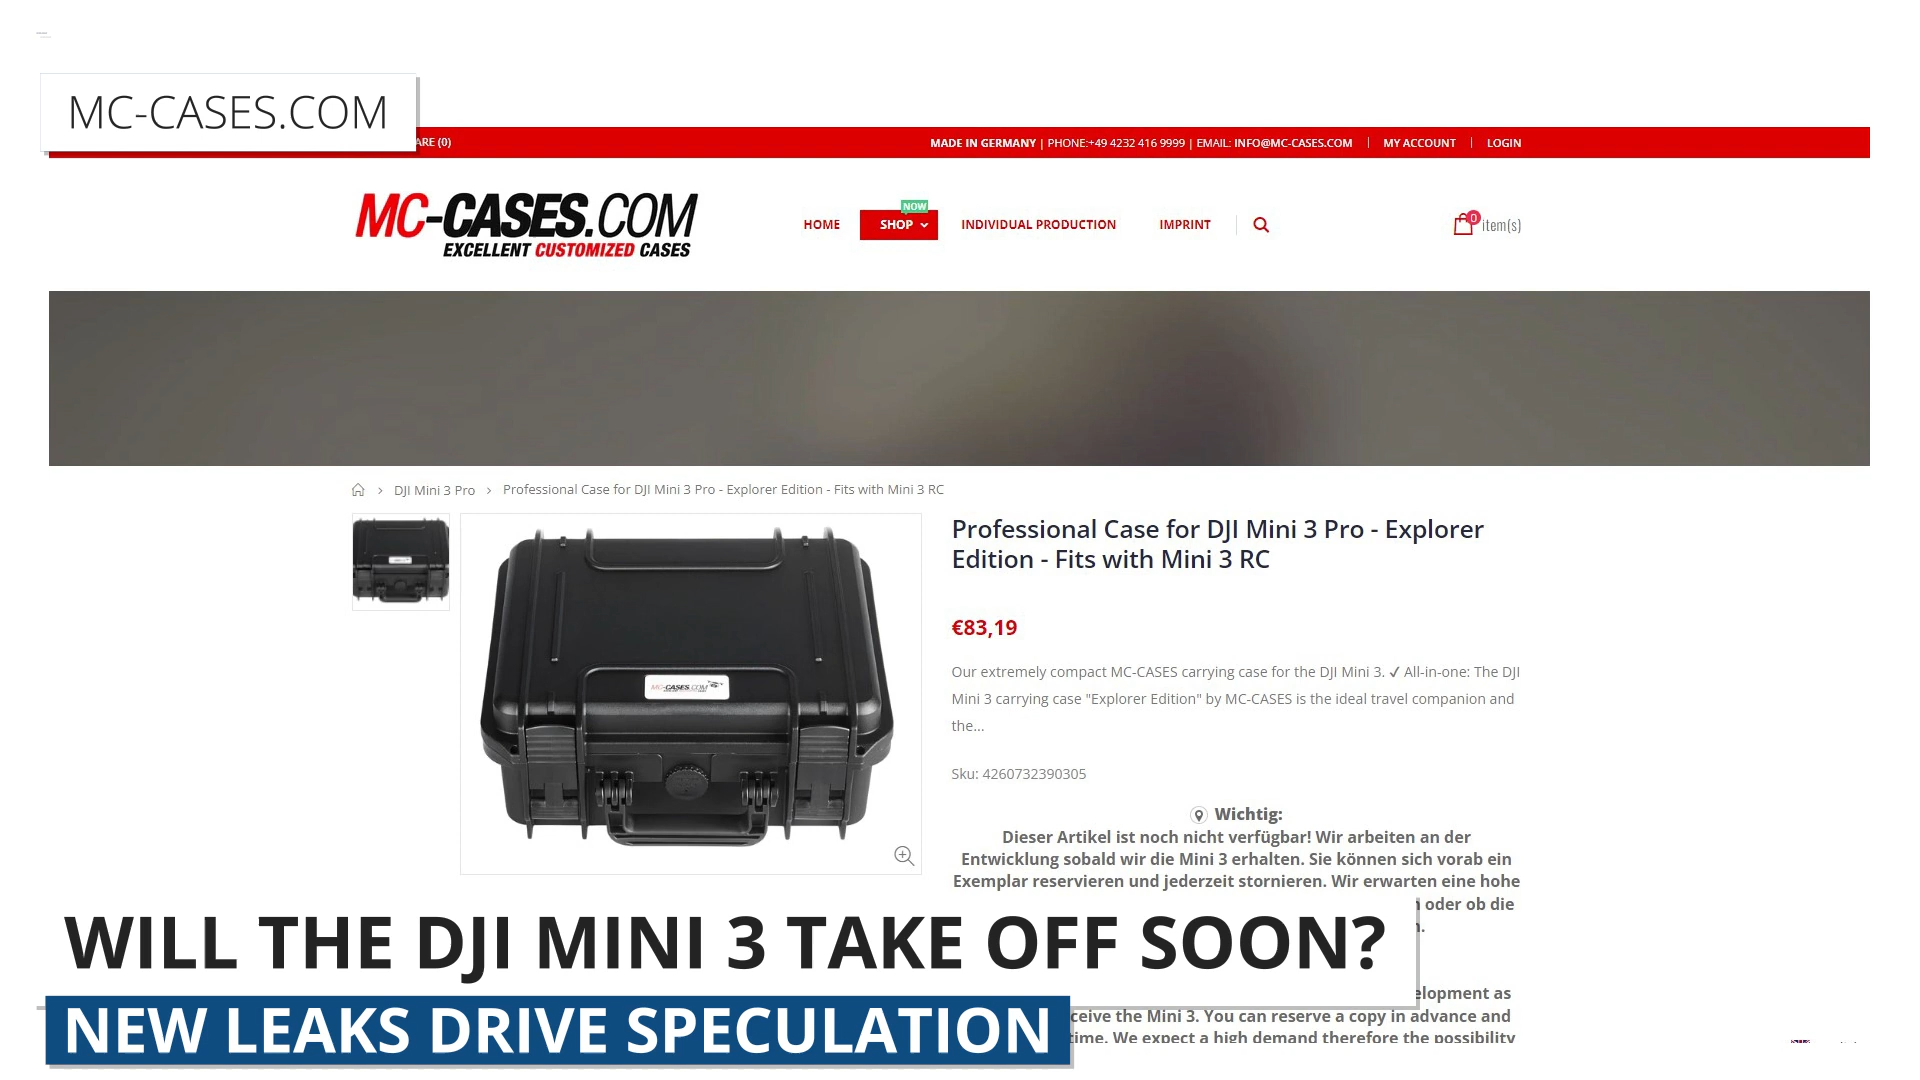 MC-CASES.COM
ARE (0)
MADE IN GERMANY | PHONE:+49 4232 416 9999 | EMAIL: INFO@MC-CASES.COM | MY ACCOUNT | LOGIN
MC-CASES.COM
EXCELLENT CUSTOMIZED CASES
NOW
HOME SHOP INDIVIDUAL PRODUCTION IMPRINT
0 item(s)
DJI Mini 3 Pro > Professional Case for DJI Mini 3 Pro - Explorer Edition - Fits with Mini 3 RC
MC-CASES.COM
Professional Case for DJI Mini 3 Pro - Explorer
Edition - Fits with Mini 3 RC
€83,19
Our extremely compact MC-CASES carrying case for the DJI Mini 3. ✓ All-in-one: The DJI
Mini 3 carrying case "Explorer Edition" by MC-CASES is the ideal travel companion and
the...
Sku: 4260732390305
Wichtig:
Dieser Artikel ist noch nicht verfügbar! Wir arbeiten an der
Entwicklung sobald wir die Mini 3 erhalten. Sie können sich vorab ein
Exemplar reservieren und jederzeit stornieren. Wir erwarten eine hohe
oder ob die
elopment as
ceive the Mini 3. You can reserve a copy in advance and
time. We expect a high demand therefore the possibility
WILL THE DJI MINI 3 TAKE OFF SOON?
NEW LEAKS DRIVE SPECULATION